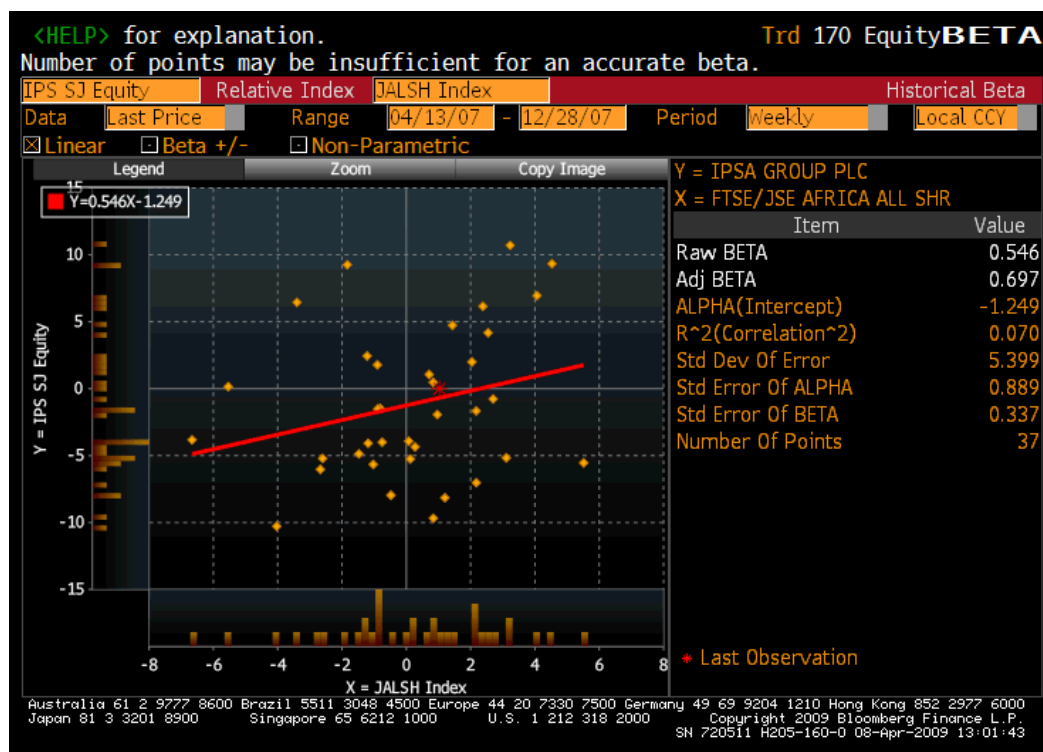 <HELP> for explanation. Trd 170 EquityBETA
Number of points may be insufficient for an accurate beta.
IPS SJ Equity Relative Index JALSH Index Historical Beta
Data Last Price Range 04/13/07 - 12/28/07 Period Weekly Local CCY
Linear Beta +/- Non-Parametric
Legend Zoom Copy Image
Y=0.546X-1.249
15
10
5
0
-5
-10
-15
Y = IPS SJ Equity
-8 -6 -4 -2 0 2 4 6 8
X = JALSH Index
Y = IPSA GROUP PLC
X = FTSE/JSE AFRICA ALL SHR
Item Value
Raw BETA 0.546
Adj BETA 0.697
ALPHA(Intercept) -1.249
R^2(Correlation^2) 0.070
Std Dev Of Error 5.399
Std Error Of ALPHA 0.889
Std Error Of BETA 0.337
Number Of Points 37
* Last Observation
Australia 61 2 9777 8600 Brazil 5511 3048 4500 Europe 44 20 7330 7500 Germany 49 69 9204 1210 Hong Kong 852 2977 6000
Japan 81 3 3201 8900 Singapore 65 6212 1000 U.S. 1 212 318 2000 Copyright 2009 Bloomberg Finance L.P.
SN 720511 H205-160-0 08-Apr-2009 13:01:43